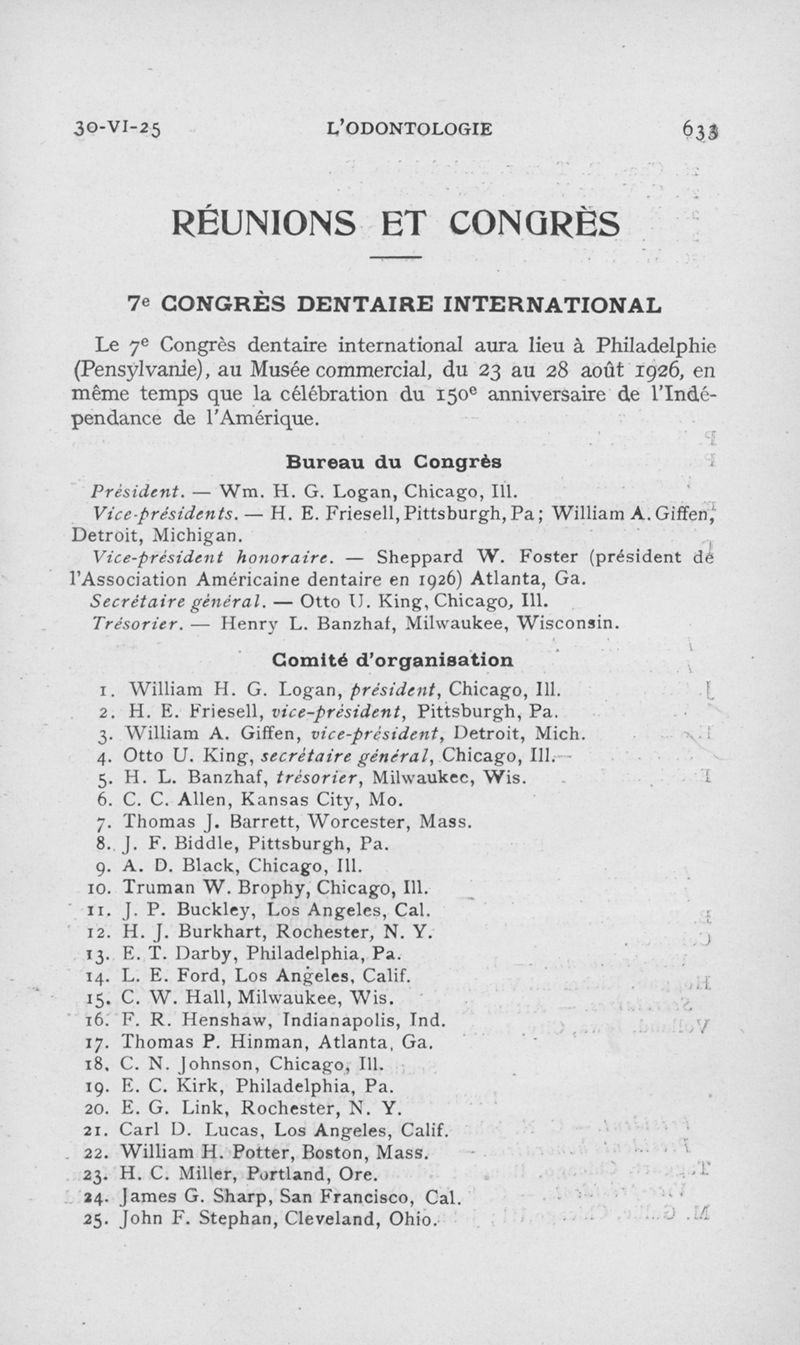 30-VI-25 L'ODONTOLOGIE 633
RÉUNIONS ET CONGRÈS
7e CONGRÈS DENTAIRE INTERNATIONAL
Le 7e Congrès dentaire international aura lieu à Philadelphie
(Pensylvanie), au Musée commercial, du 23 au 28 août 1926, en
même temps que la célébration du 150e anniversaire de l'Indé-
pendance de l'Amérique.
Bureau du Congrès
Président. — Wm. H. G. Logan, Chicago, Ill.
Vice-présidents. — H. E. Friesell, Pittsburgh, Pa; William A. Giffen,
Detroit, Michigan.
Vice-président honoraire. — Sheppard W. Foster (président de
l'Association Américaine dentaire en 1926) Atlanta, Ga.
Secrétaire général. — Otto U. King, Chicago, Ill.
Trésorier. — Henry L. Banzhaf, Milwaukee, Wisconsin.
Comité d'organisation
1. William H. G. Logan, président, Chicago, Ill.
2. H. E. Friesell, vice-président, Pittsburgh, Pa.
3. William A. Giffen, vice-président, Detroit, Mich.
4. Otto U. King, secrétaire général, Chicago, Ill.
5. H. L. Banzhaf, trésorier, Milwaukee, Wis.
6. C. C. Allen, Kansas City, Mo.
7. Thomas J. Barrett, Worcester, Mass.
8. J. F. Biddle, Pittsburgh, Pa.
9. A. D. Black, Chicago, Ill.
10. Truman W. Brophy, Chicago, Ill.
11. J. P. Buckley, Los Angeles, Cal.
12. H. J. Burkhart, Rochester, N. Y.
13. E. T. Darby, Philadelphia, Pa.
14. L. E. Ford, Los Angeles, Calif.
15. C. W. Hall, Milwaukee, Wis.
16. F. R. Henshaw, Indianapolis, Ind.
17. Thomas P. Hinman, Atlanta, Ga.
18. C. N. Johnson, Chicago, Ill.
19. E. C. Kirk, Philadelphia, Pa.
20. E. G. Link, Rochester, N. Y.
21. Carl D. Lucas, Los Angeles, Calif.
22. William H. Potter, Boston, Mass.
23. H. C. Miller, Portland, Ore.
24. James G. Sharp, San Francisco, Cal.
25. John F. Stephan, Cleveland, Ohio.